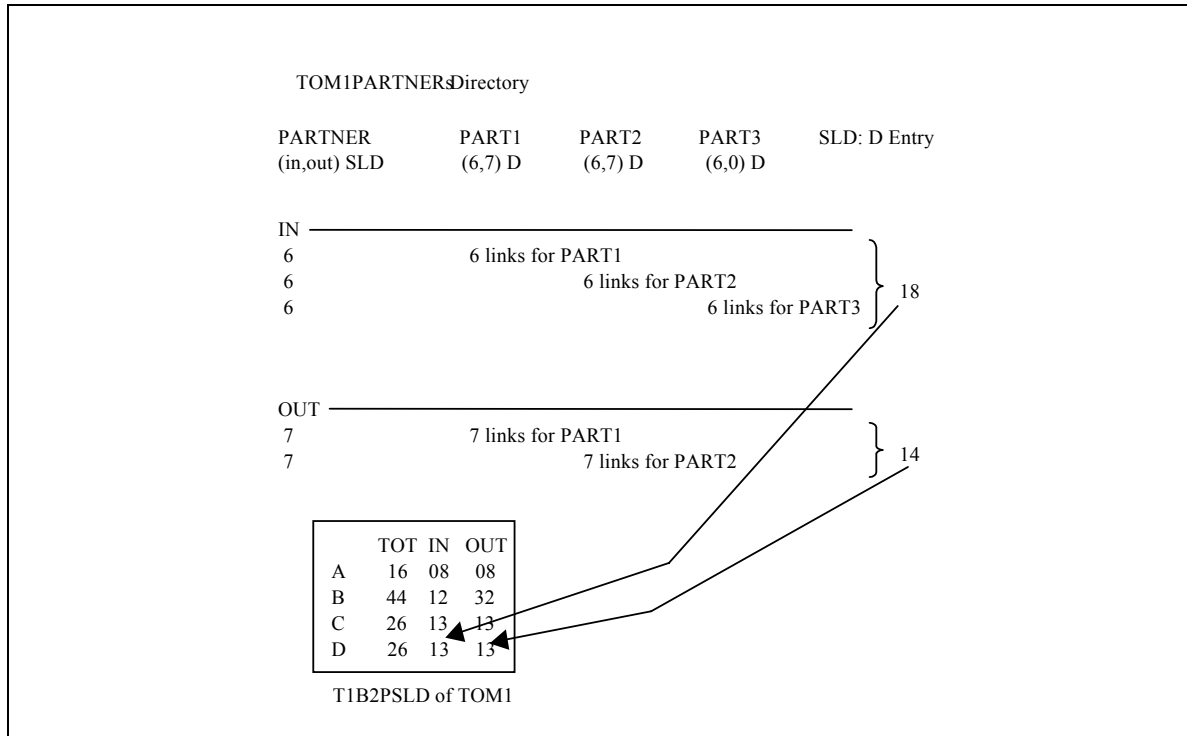 TOM1PARTNERsDirectory
PARTNER PART1 PART2 PART3 SLD: D Entry
(in,out) SLD (6,7) D (6,7) D (6,0) D
IN
6 6 links for PART1
6 6 links for PART2
6 6 links for PART3
18
OUT
7 7 links for PART1
7 7 links for PART2
14
TOT IN OUT
A 16 08 08
B 44 12 32
C 26 13 13
D 26 13 13
T1B2PSLD of TOM1